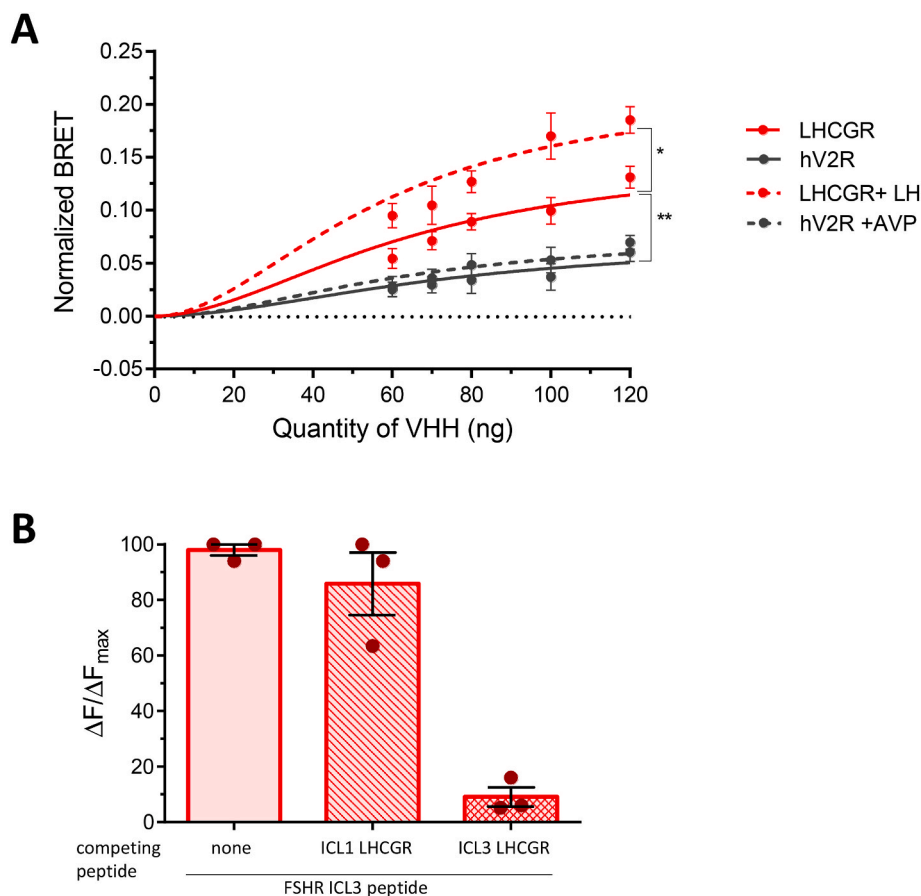 A
0.25
0.20
0.15
0.10
0.05
0.00
-0.05
Normalized BRET
0 20 40 60 80 100 120
Quantity of VHH (ng)
*
**
LHCGR
hV2R
LHCGR+ LH
hV2R +AVP
B
100
80
60
40
20
0
ΔF/ΔFmax
competing peptide
none
ICL1 LHCGR
ICL3 LHCGR
FSHR ICL3 peptide